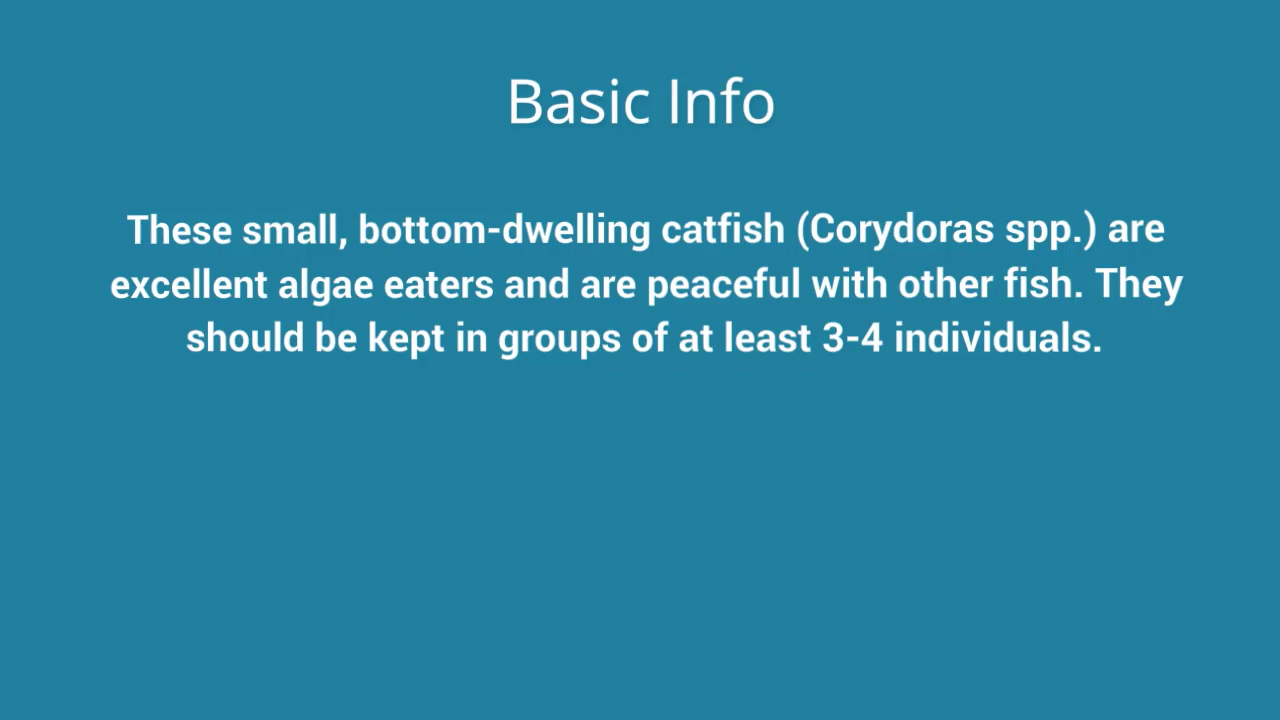 Basic Info
These small, bottom-dwelling catfish (Corydoras spp.) are
excellent algae eaters and are peaceful with other fish. They
should be kept in groups of at least 3-4 individuals.